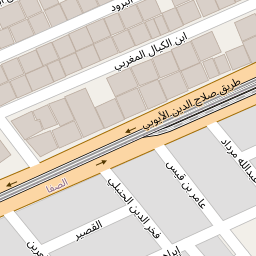 البرود
ابن الكيال المغربي
طريق صلاح الدين الأيوبي
عبدالله مرداد
عامر بن قيس
الصفا
فخر الدين الحنبلي
القصير